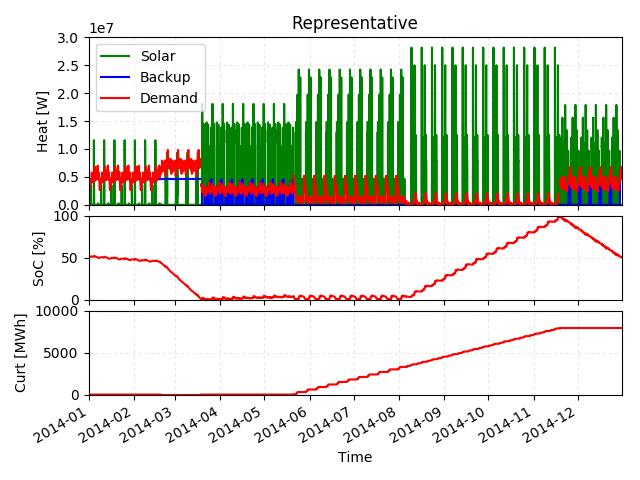 Representative
1e7
3.0
2.5
2.0
1.5
1.0
0.5
0.0
Heat [W]
Solar
Backup
Demand
100
50
0
SoC [%]
10000
5000
0
Curt [MWh]
2014-01
2014-02
2014-03
2014-04
2014-05
2014-06
2014-07
2014-08
2014-09
2014-10
2014-11
2014-12
Time